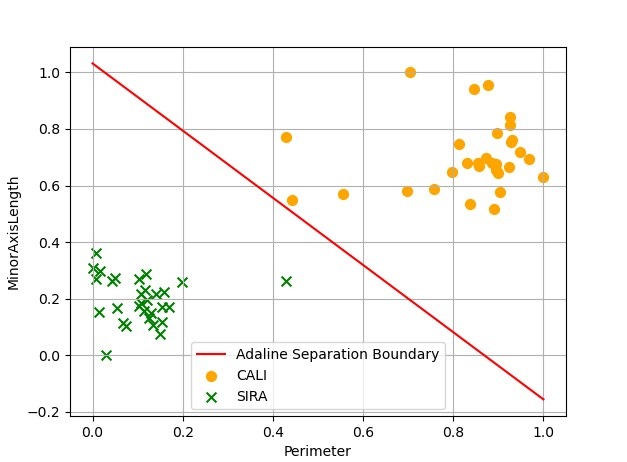 1.0
0.8
0.6
0.4
0.2
0.0
−0.2
MinorAxisLength
Adaline Separation Boundary
CALI
SIRA
0.0 0.2 0.4 0.6 0.8 1.0
Perimeter